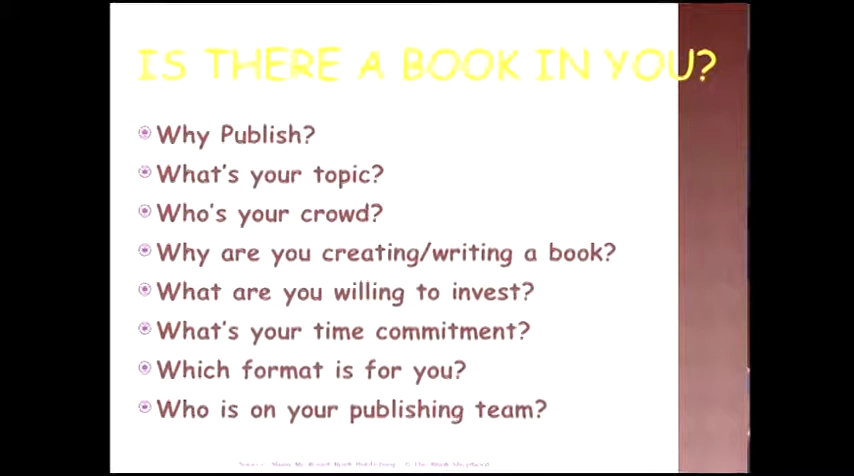 IS THERE A BOOK IN YOU?
Why Publish?
What's your topic?
Who's your crowd?
Why are you creating/writing a book?
What are you willing to invest?
What's your time commitment?
Which format is for you?
Who is on your publishing team?